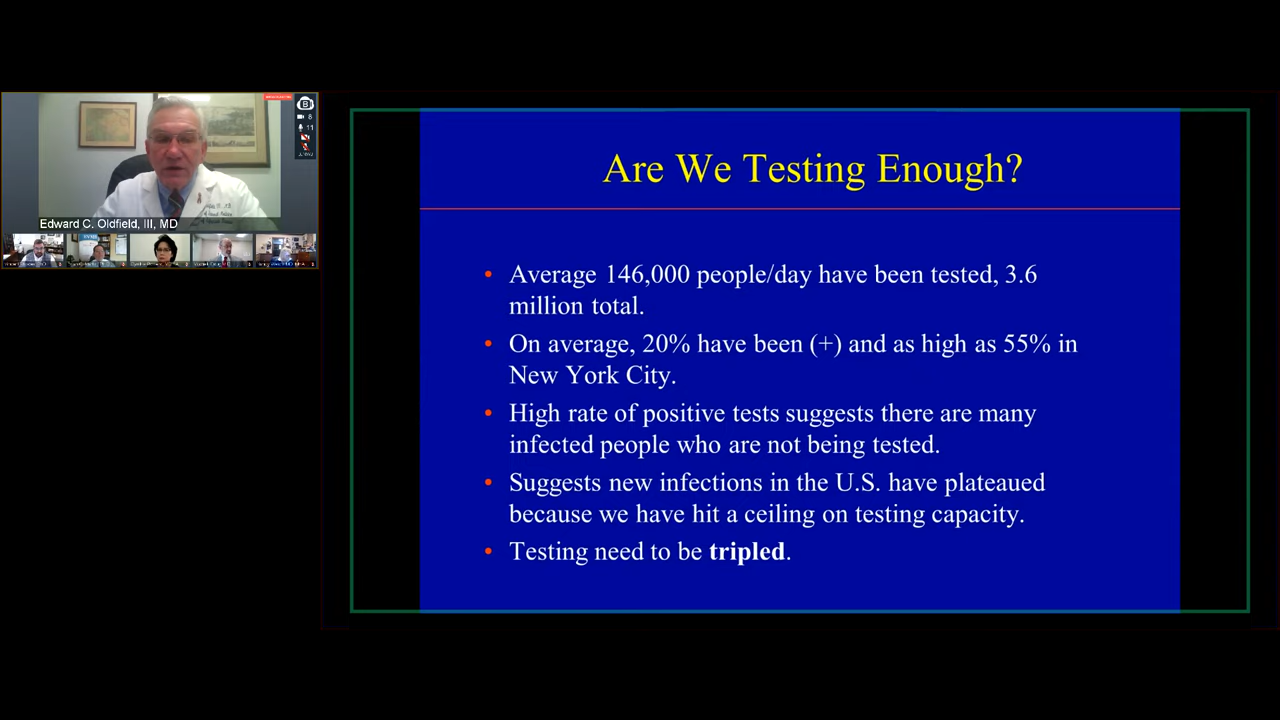 Are We Testing Enough?
• Average 146,000 people/day have been tested, 3.6
million total.
• On average, 20% have been (+) and as high as 55% in
New York City.
• High rate of positive tests suggests there are many
infected people who are not being tested.
• Suggests new infections in the U.S. have plateaued
because we have hit a ceiling on testing capacity.
• Testing need to be tripled.
B
8
11
Edward C. Oldfield, III, MD